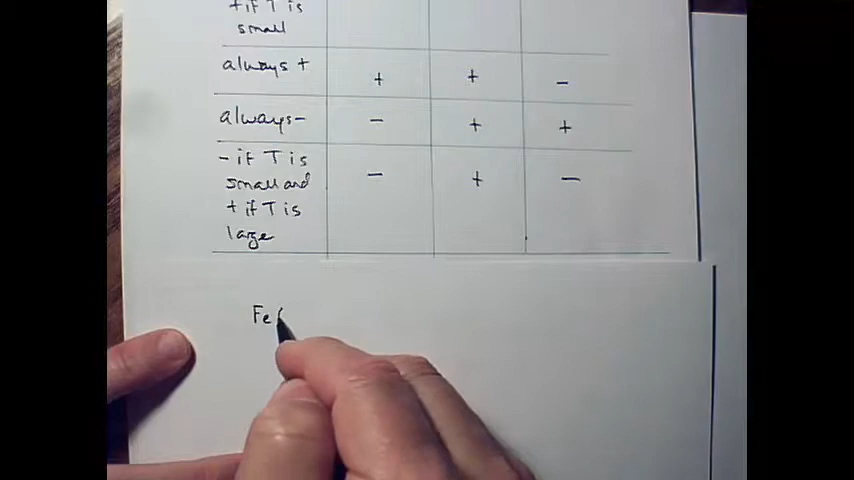 + if T is
small
always + + + -
always - - + +
- if T is - + -
small and
+ if T is
large
Fe